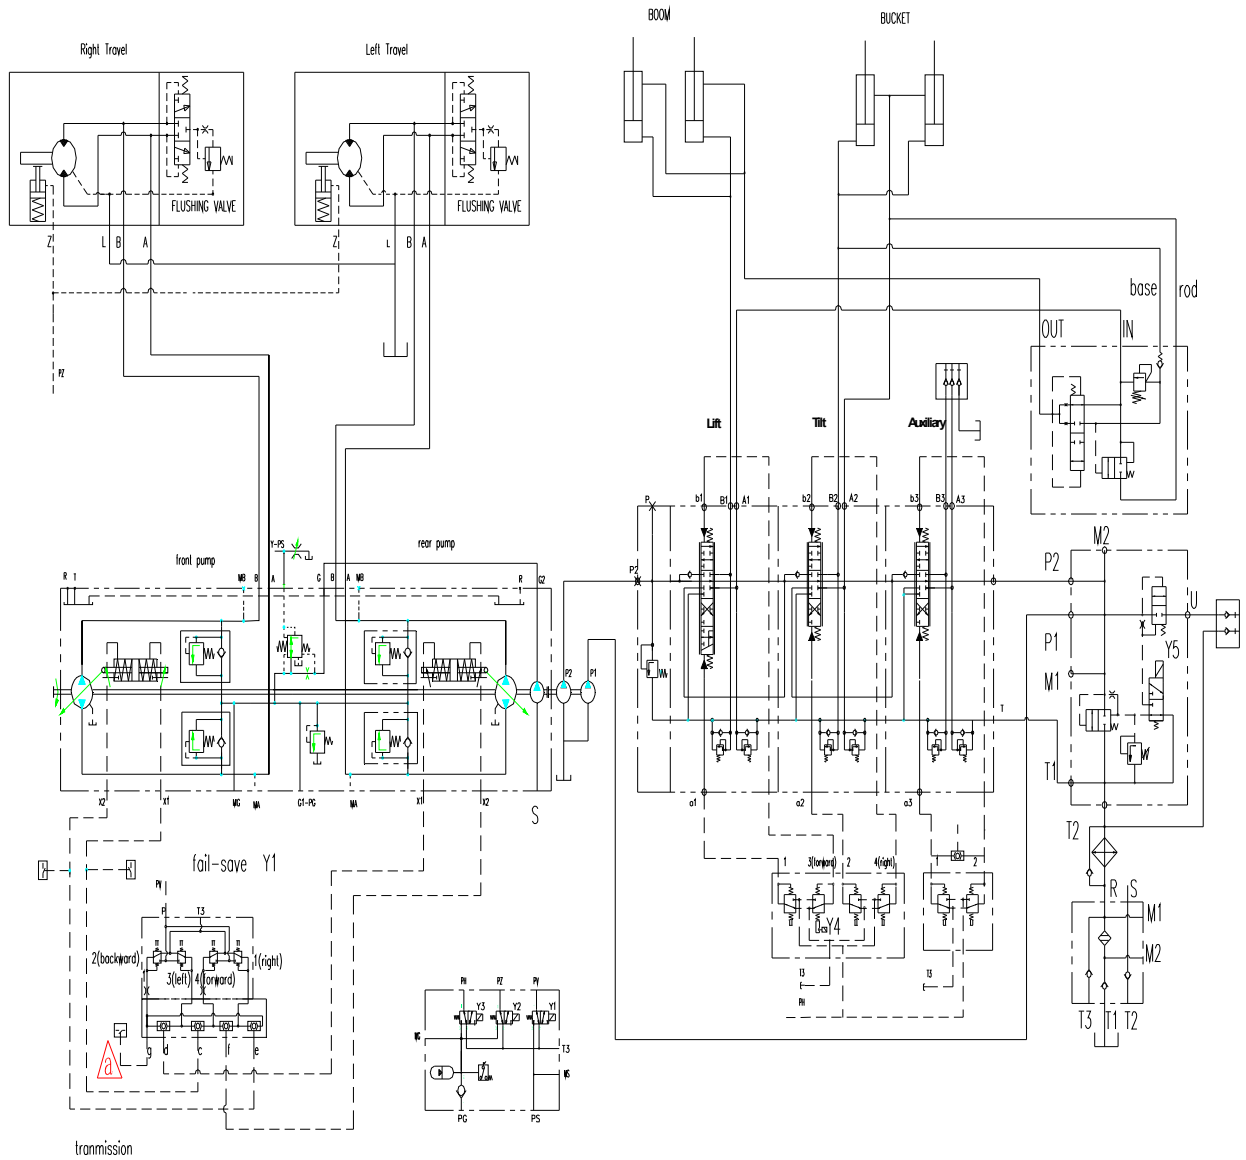 BOOM
BUCKET
Right Travel
Left Travel
FLUSHING VALVE
FLUSHING VALVE
Z L B A
Z L B A
base rod
PZ
OUT IN
Lift Tilt Auxiliary
P b1 B1 A1 b2 B2 A2 b3 B3 A3
M2
Y-PS
front pump
rear pump
R T MB B A G B A MB R G2
P2
P2
U
P2 P1
P1
Y5
M1
T
T1
X2 X1 MG MA G1-PG MA X1 X2
S
a1 a2 a3
T2
fail-save Y1
1 3(forward) 2 4(right)
1 2
PV
R S
P T3
M1
Y4
2(backward) 1(right)
M2
3(left) 4(forward)
T3
T3
PH PZ PV
PH
Y3 Y2 Y1
T3 T1 T2
T3
g d c f e
a
MS
PG PS
tranmission